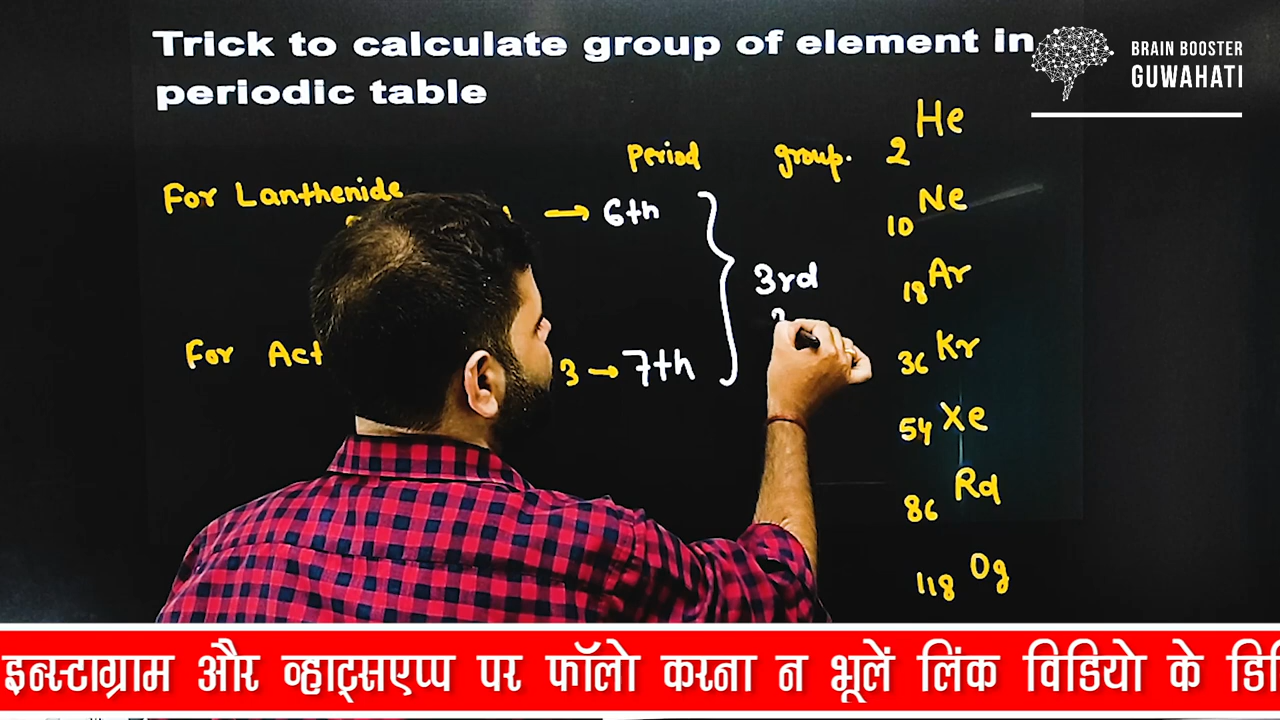 Trick to calculate group of element in
periodic table
BRAIN BOOSTER
GUWAHATI
Period group.
For Lanthenide → 6th
3rd
For Act 3 → 7th
2 He
10 Ne
18 Ar
36 Kr
54 Xe
86 Rd
118 Og
इन्स्टाग्राम और व्हाट्सएप्प पर फॉलो करना न भूलें लिंक विडियो के डि